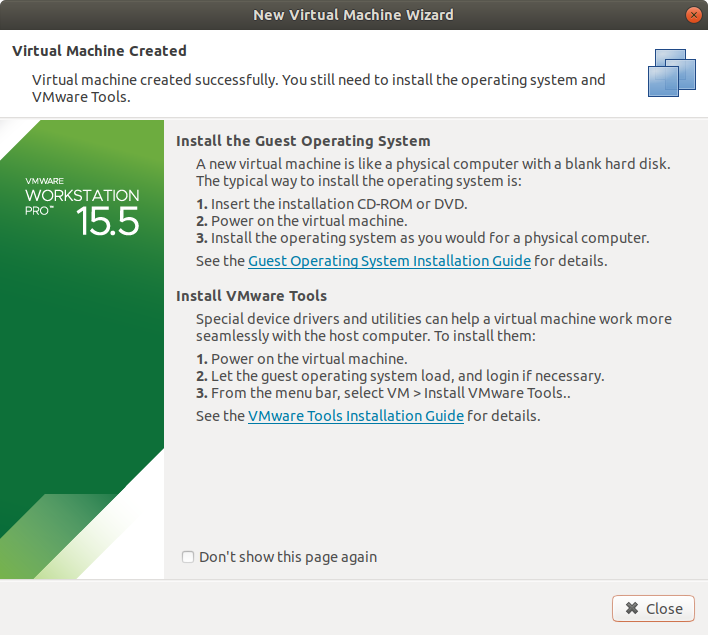 New Virtual Machine Wizard
Virtual Machine Created
Virtual machine created successfully. You still need to install the operating system and
VMware Tools.
VMWARE
WORKSTATION
PRO™ 15.5
Install the Guest Operating System
A new virtual machine is like a physical computer with a blank hard disk.
The typical way to install the operating system is:
1. Insert the installation CD-ROM or DVD.
2. Power on the virtual machine.
3. Install the operating system as you would for a physical computer.
See the Guest Operating System Installation Guide for details.
Install VMware Tools
Special device drivers and utilities can help a virtual machine work more
seamlessly with the host computer. To install them:
1. Power on the virtual machine.
2. Let the guest operating system load, and login if necessary.
3. From the menu bar, select VM > Install VMware Tools..
See the VMware Tools Installation Guide for details.
Don't show this page again
Close